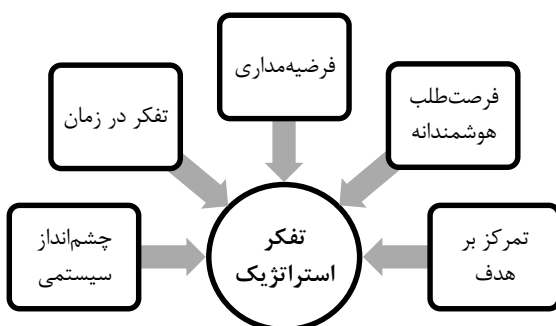 فرضیه‌مداری
فرصت‌طلب
هوشمندانه
تفکر در زمان
تمرکز بر
هدف
تفکر
استراتژیک
چشم‌انداز
سیستمی